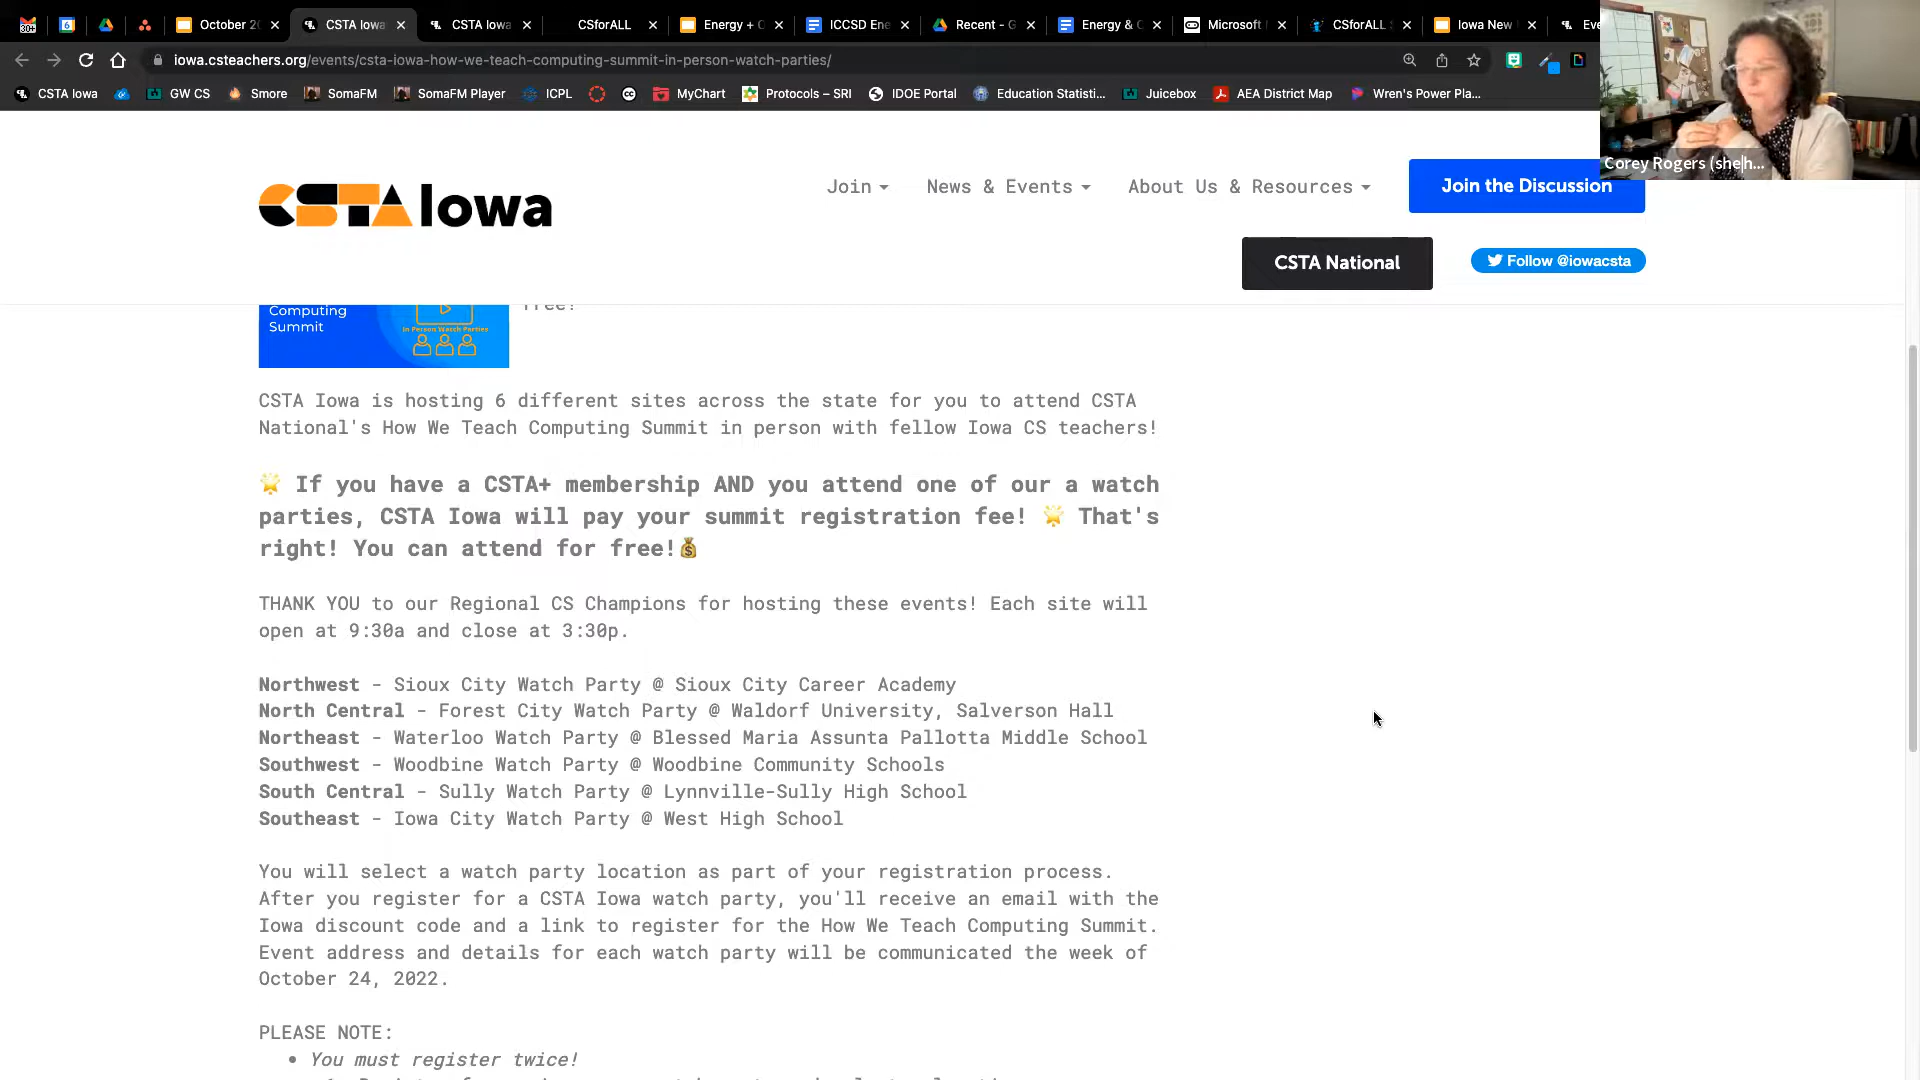 30+
October 2
CSTA Iowa
CSTA Iowa
CSforALL
Energy + C
ICCSD Ene
Recent - G
Energy & C
Microsoft
CSforALL
Iowa New
Eve
iowa.csteachers.org/events/csta-iowa-how-we-teach-computing-summit-in-person-watch-parties/
CSTA Iowa
GW CS
Smore
SomaFM
SomaFM Player
ICPL
MyChart
Protocols – SRI
IDOE Portal
Education Statisti...
Juicebox
AEA District Map
Wren's Power Pla...
Corey Rogers (she|h...
CSTA Iowa
Join
News & Events
About Us & Resources
Join the Discussion
CSTA National
Follow @iowacsta
Computing
Summit
In Person Watch Parties
free!
CSTA Iowa is hosting 6 different sites across the state for you to attend CSTA
National's How We Teach Computing Summit in person with fellow Iowa CS teachers!
🌟 If you have a CSTA+ membership AND you attend one of our a watch
parties, CSTA Iowa will pay your summit registration fee! 🌟 That's
right! You can attend for free!💰
THANK YOU to our Regional CS Champions for hosting these events! Each site will
open at 9:30a and close at 3:30p.
Northwest - Sioux City Watch Party @ Sioux City Career Academy
North Central - Forest City Watch Party @ Waldorf University, Salverson Hall
Northeast - Waterloo Watch Party @ Blessed Maria Assunta Pallotta Middle School
Southwest - Woodbine Watch Party @ Woodbine Community Schools
South Central - Sully Watch Party @ Lynnville-Sully High School
Southeast - Iowa City Watch Party @ West High School
You will select a watch party location as part of your registration process.
After you register for a CSTA Iowa watch party, you'll receive an email with the
Iowa discount code and a link to register for the How We Teach Computing Summit.
Event address and details for each watch party will be communicated the week of
October 24, 2022.
PLEASE NOTE:
• You must register twice!